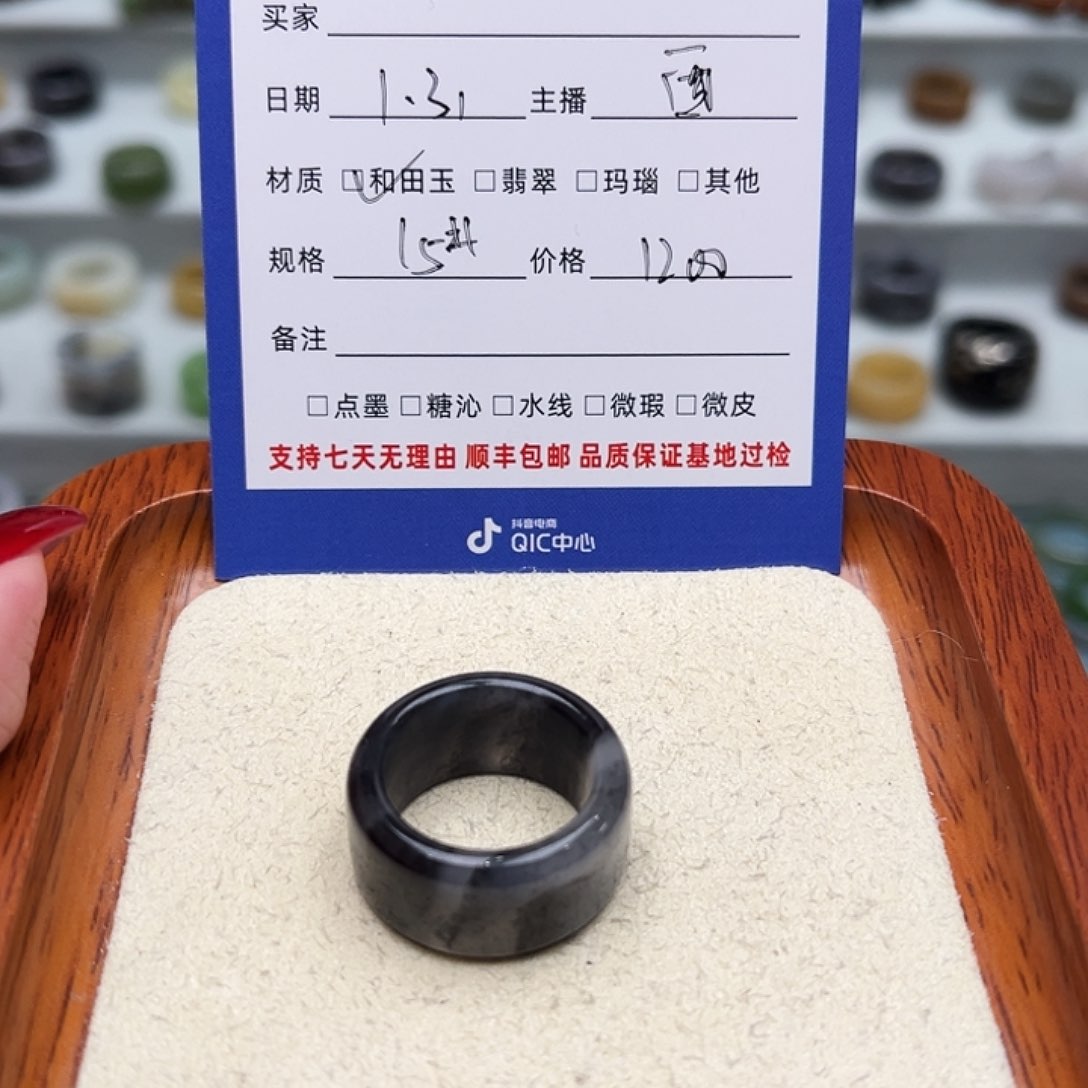 买家
日期 1.31 主播
材质 □和田玉 □翡翠 □玛瑙 □其他
规格 15# 价格 1200
备注
□点墨 □糖沁 □水线 □微瑕 □微皮
支持七天无理由 顺丰包邮 品质保证基地过检
抖音电商
QIC中心